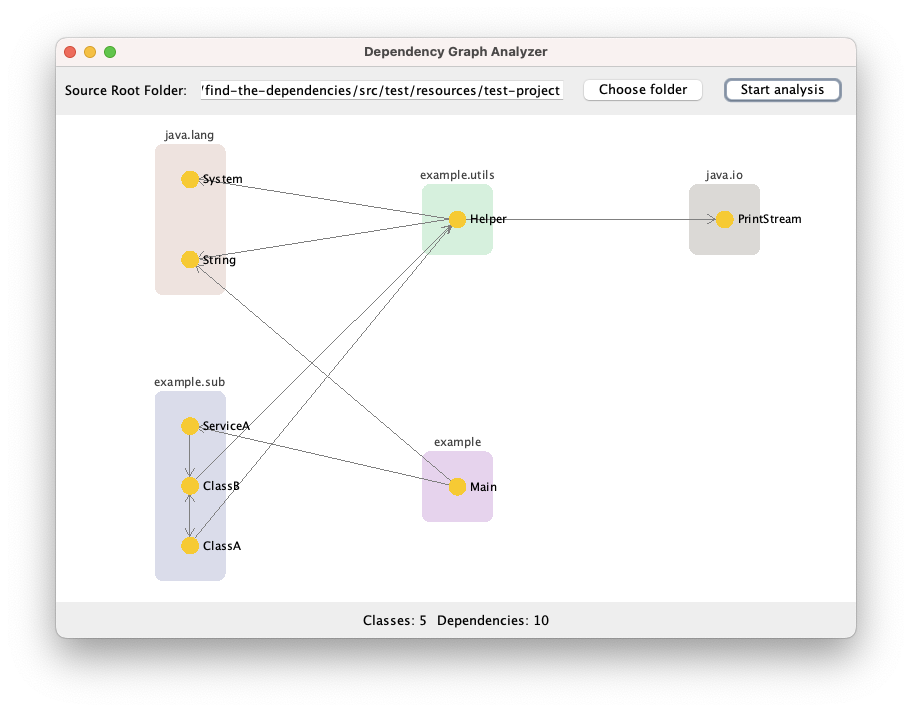 Dependency Graph Analyzer
Source Root Folder: /find-the-dependencies/src/test/resources/test-project Choose folder Start analysis
java.lang
System
String
example.utils
Helper
java.io
PrintStream
example.sub
ServiceA
ClassB
ClassA
example
Main
Classes: 5 Dependencies: 10